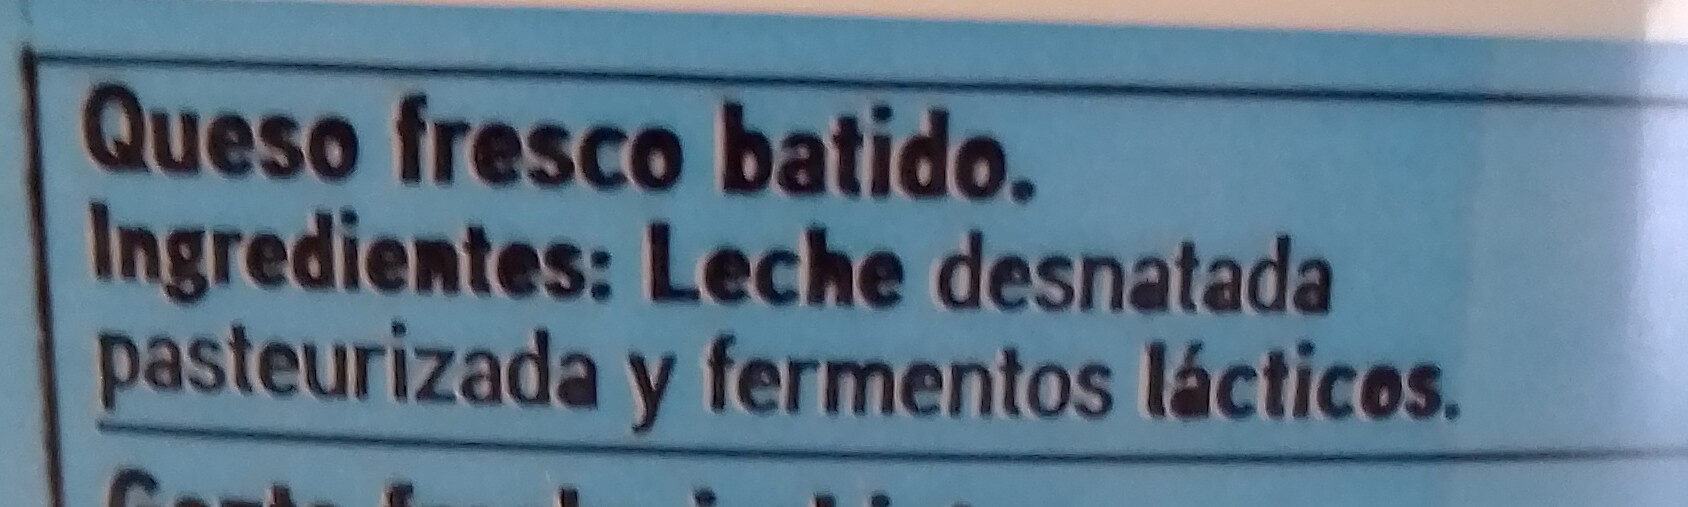 Queso fresco batido.
Ingredientes: Leche desnatada
pasteurizada y fermentos lácticos.